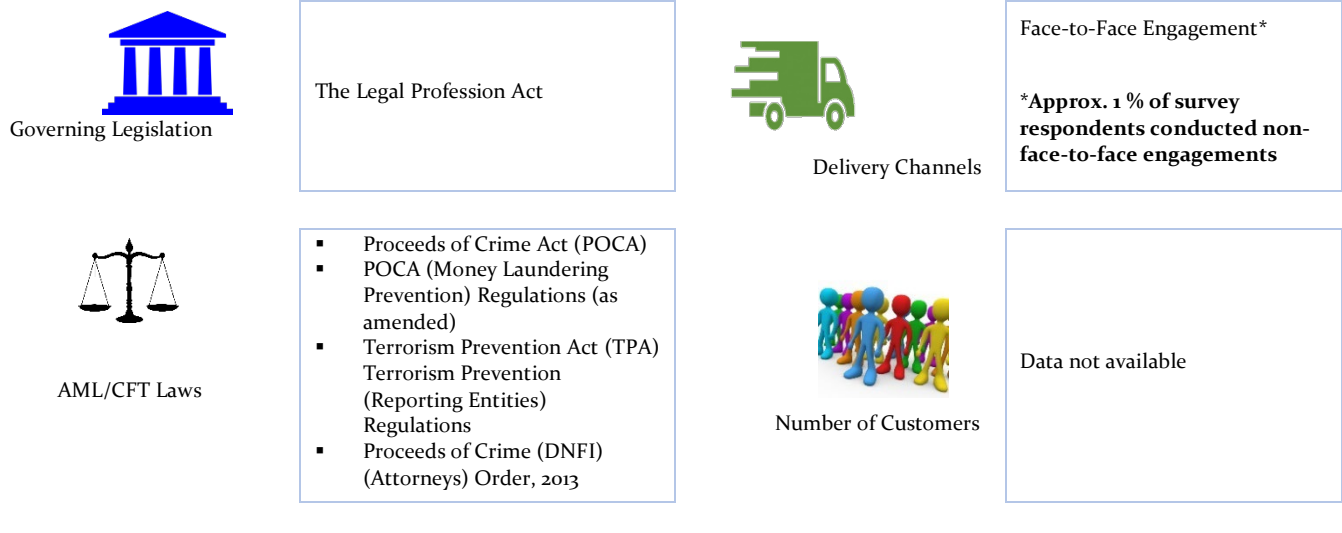 Governing Legislation
The Legal Profession Act
Delivery Channels
Face-to-Face Engagement*
*Approx. 1 % of survey
respondents conducted non-
face-to-face engagements
AML/CFT Laws
▪ Proceeds of Crime Act (POCA)
▪ POCA (Money Laundering
Prevention) Regulations (as
amended)
▪ Terrorism Prevention Act (TPA)
Terrorism Prevention
(Reporting Entities)
Regulations
▪ Proceeds of Crime (DNFI)
(Attorneys) Order, 2013
Number of Customers
Data not available